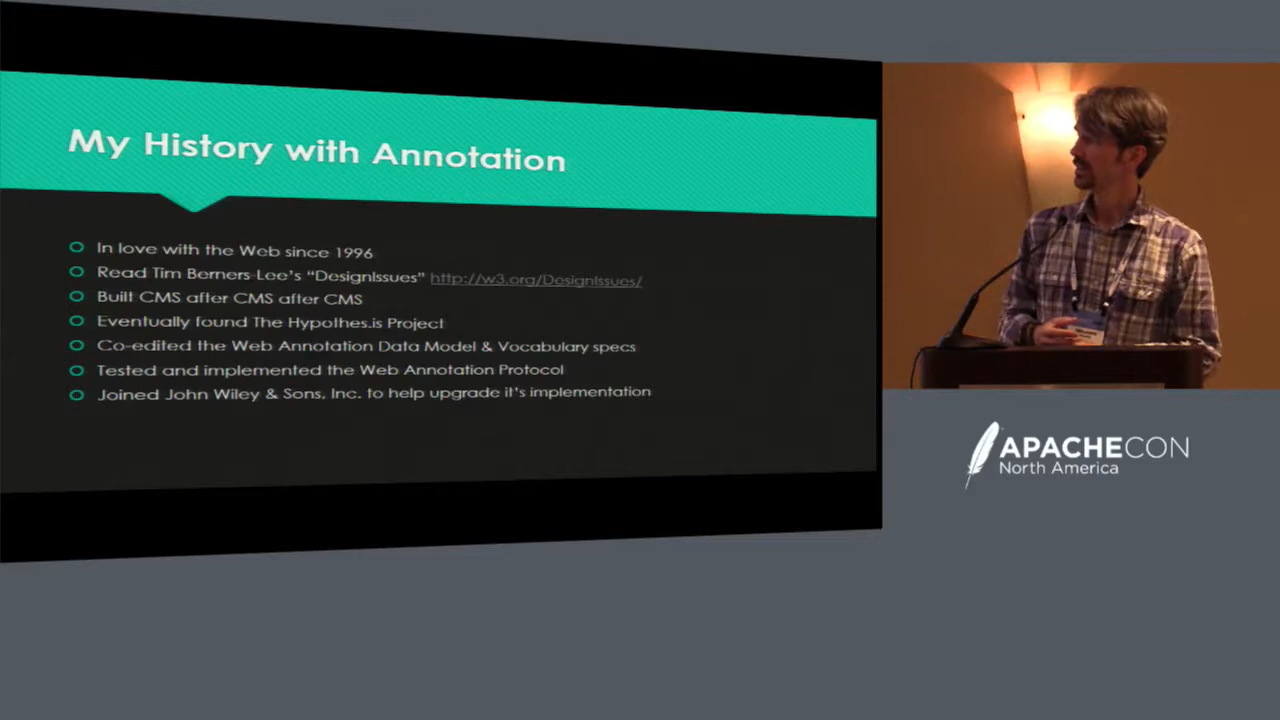 My History with Annotation
In love with the Web since 1996
Read Tim Berners-Lee's "DesignIssues" http://w3.org/DesignIssues/
Built CMS after CMS after CMS
Eventually found The Hypothes.is Project
Co-edited the Web Annotation Data Model & Vocabulary specs
Tested and implemented the Web Annotation Protocol
Joined John Wiley & Sons, Inc. to help upgrade it's implementation
APACHECON
North America